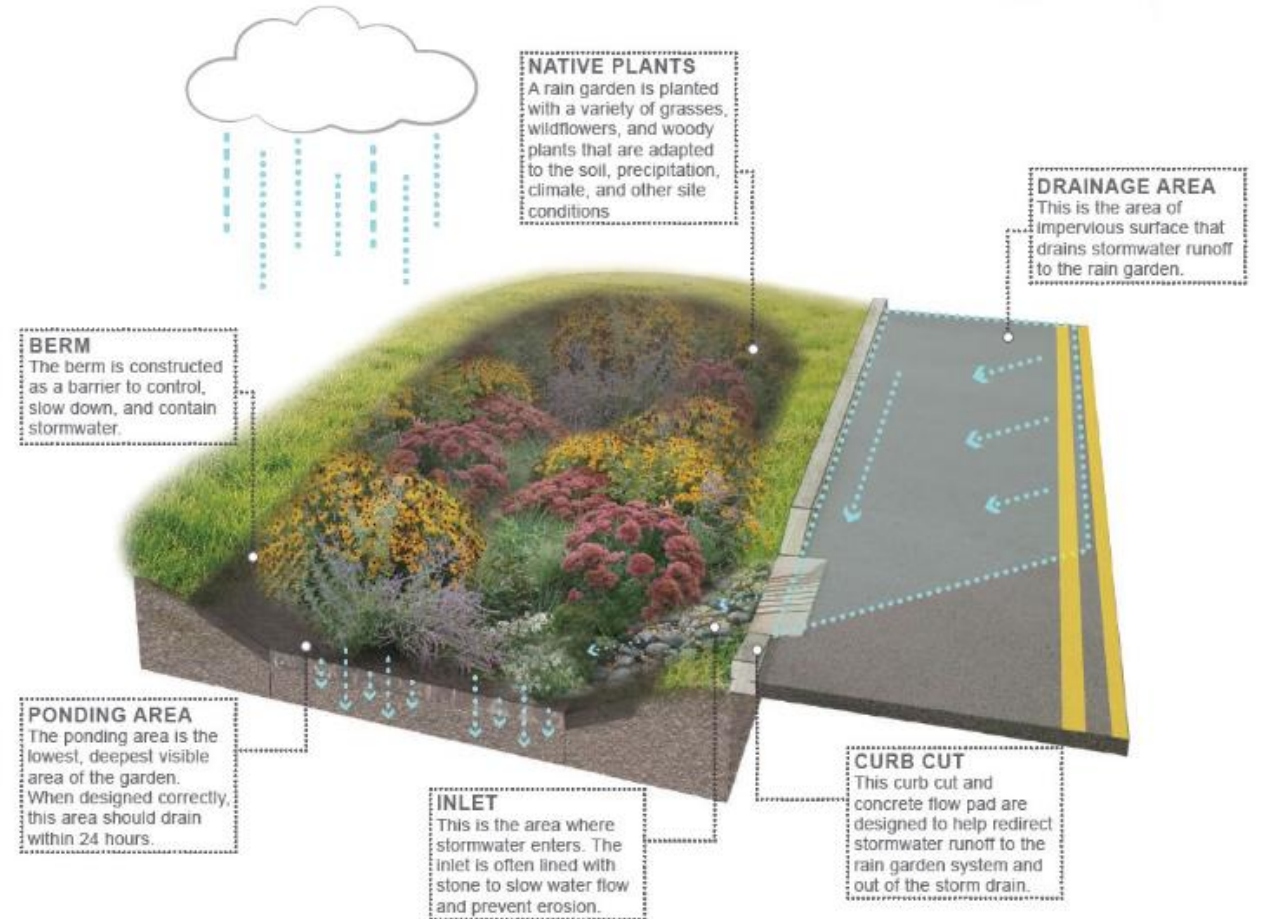 NATIVE PLANTS
A rain garden is planted
with a variety of grasses,
wildflowers, and woody
plants that are adapted
to the soil, precipitation,
climate, and other site
conditions
DRAINAGE AREA
This is the area of
impervious surface that
drains stormwater runoff
to the rain garden.
BERM
The berm is constructed
as a barrier to control,
slow down, and contain
stormwater.
PONDING AREA
The ponding area is the
lowest, deepest visible
area of the garden.
When designed correctly,
this area should drain
within 24 hours.
INLET
This is the area where
stormwater enters. The
inlet is often lined with
stone to slow water flow
and prevent erosion.
CURB CUT
This curb cut and
concrete flow pad are
designed to help redirect
stormwater runoff to the
rain garden system and
out of the storm drain.